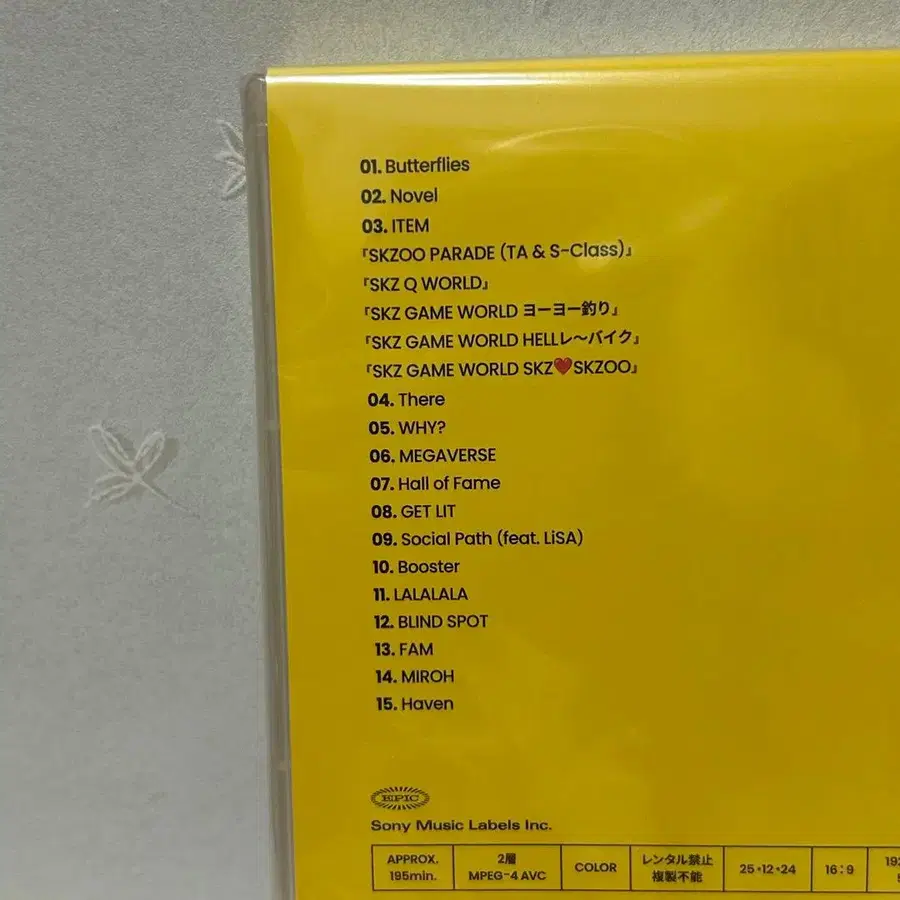 01. Butterflies
02. Novel
03. ITEM
『SKZOO PARADE (TA & S-Class)』
『SKZ Q WORLD』
『SKZ GAME WORLD ヨーヨー釣り』
『SKZ GAME WORLD HELLレ〜バイク』
『SKZ GAME WORLD SKZ❤SKZOO』
04. There
05. WHY?
06. MEGAVERSE
07. Hall of Fame
08. GET LIT
09. Social Path (feat. LiSA)
10. Booster
11. LALALALA
12. BLIND SPOT
13. FAM
14. MIROH
15. Haven
EPIC
Sony Music Labels Inc.
APPROX. 195min.
2層 MPEG-4 AVC
COLOR
レンタル禁止 複製不能
25•12•24
16:9